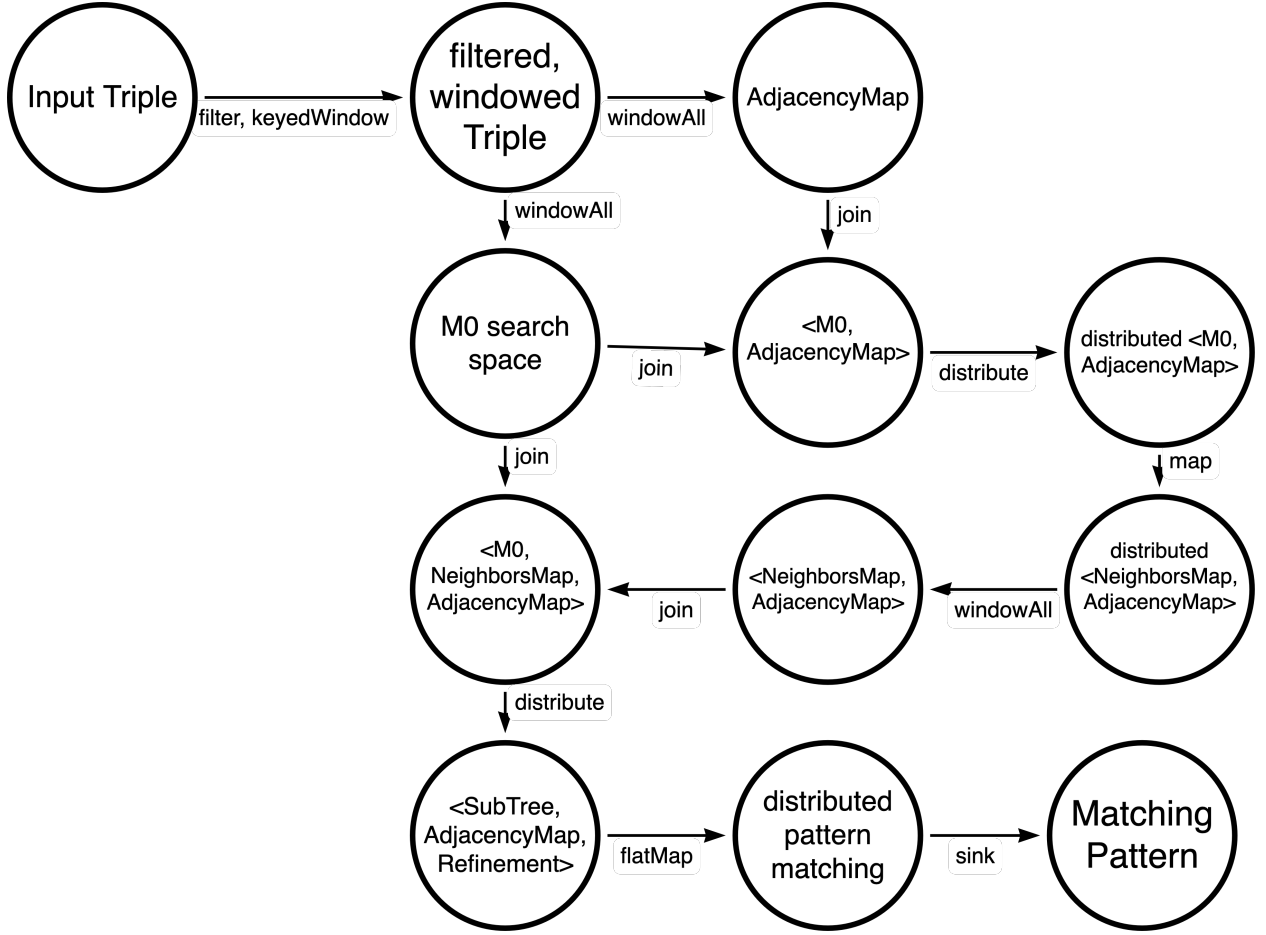 Input Triple
filter, keyedWindow
filtered,
windowed
Triple
windowAll
AdjacencyMap
windowAll
join
M0 search
space
join
<M0,
AdjacencyMap>
distribute
distributed <M0,
AdjacencyMap>
join
map
<M0,
NeighborsMap,
AdjacencyMap>
join
<NeighborsMap,
AdjacencyMap>
windowAll
distributed
<NeighborsMap,
AdjacencyMap>
distribute
<SubTree,
AdjacencyMap,
Refinement>
flatMap
distributed
pattern
matching
sink
Matching
Pattern